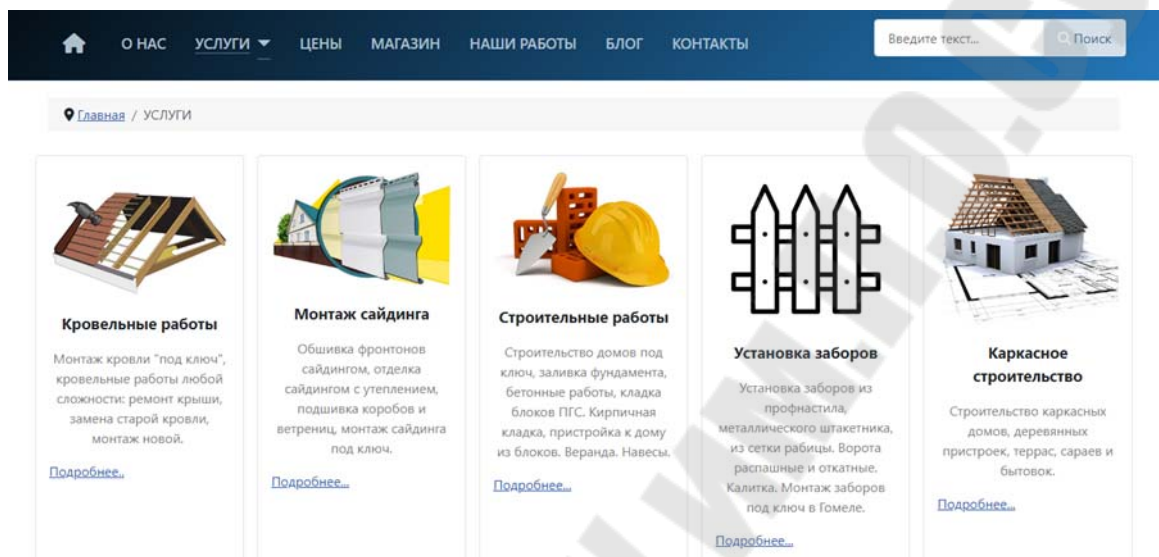 О НАС УСЛУГИ ЦЕНЫ МАГАЗИН НАШИ РАБОТЫ БЛОГ КОНТАКТЫ Введите текст... Поиск
Главная / УСЛУГИ
Кровельные работы
Монтаж кровли "под ключ",
кровельные работы любой
сложности: ремонт крыши,
замена старой кровли,
монтаж новой.
Подробнее..
Монтаж сайдинга
Обшивка фронтонов
сайдингом, отделка
сайдингом с утеплением,
подшивка коробов и
ветрениц, монтаж сайдинга
под ключ.
Подробнее...
Строительные работы
Строительство домов под
ключ, заливка фундамента,
бетонные работы, кладка
блоков ПГС. Кирпичная
кладка, пристройка к дому
из блоков. Веранда. Навесы.
Подробнее...
Установка заборов
Установка заборов из
профнастила,
металлического штакетника,
из сетки рабицы. Ворота
распашные и откатные.
Калитка. Монтаж заборов
под ключ в Гомеле.
Подробнее...
Каркасное
строительство
Строительство каркасных
домов, деревянных
пристроек, террас, сараев и
бытовок.
Подробнее...